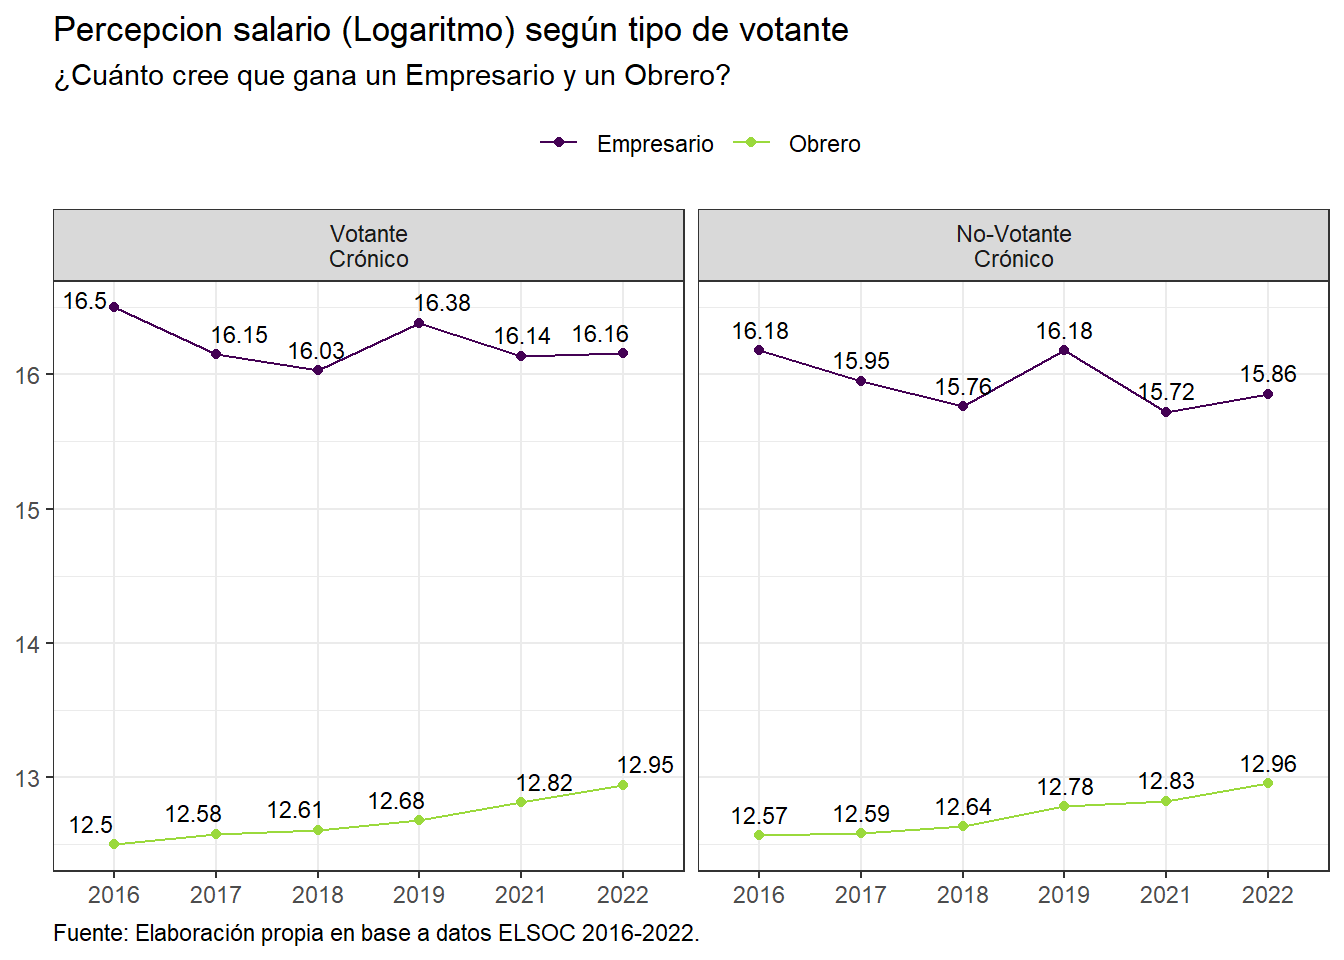 Percepcion salario (Logaritmo) según tipo de votante
¿Cuánto cree que gana un Empresario y un Obrero?
Empresario Obrero
Votante
Crónico
No-Votante
Crónico
16.5 16.15 16.03 16.38 16.14 16.16
16.18 15.95 15.76 16.18 15.72 15.86
16
15
14
13
12.5 12.58 12.61 12.68 12.82 12.95
12.57 12.59 12.64 12.78 12.83 12.96
2016 2017 2018 2019 2021 2022
2016 2017 2018 2019 2021 2022
Fuente: Elaboración propia en base a datos ELSOC 2016-2022.